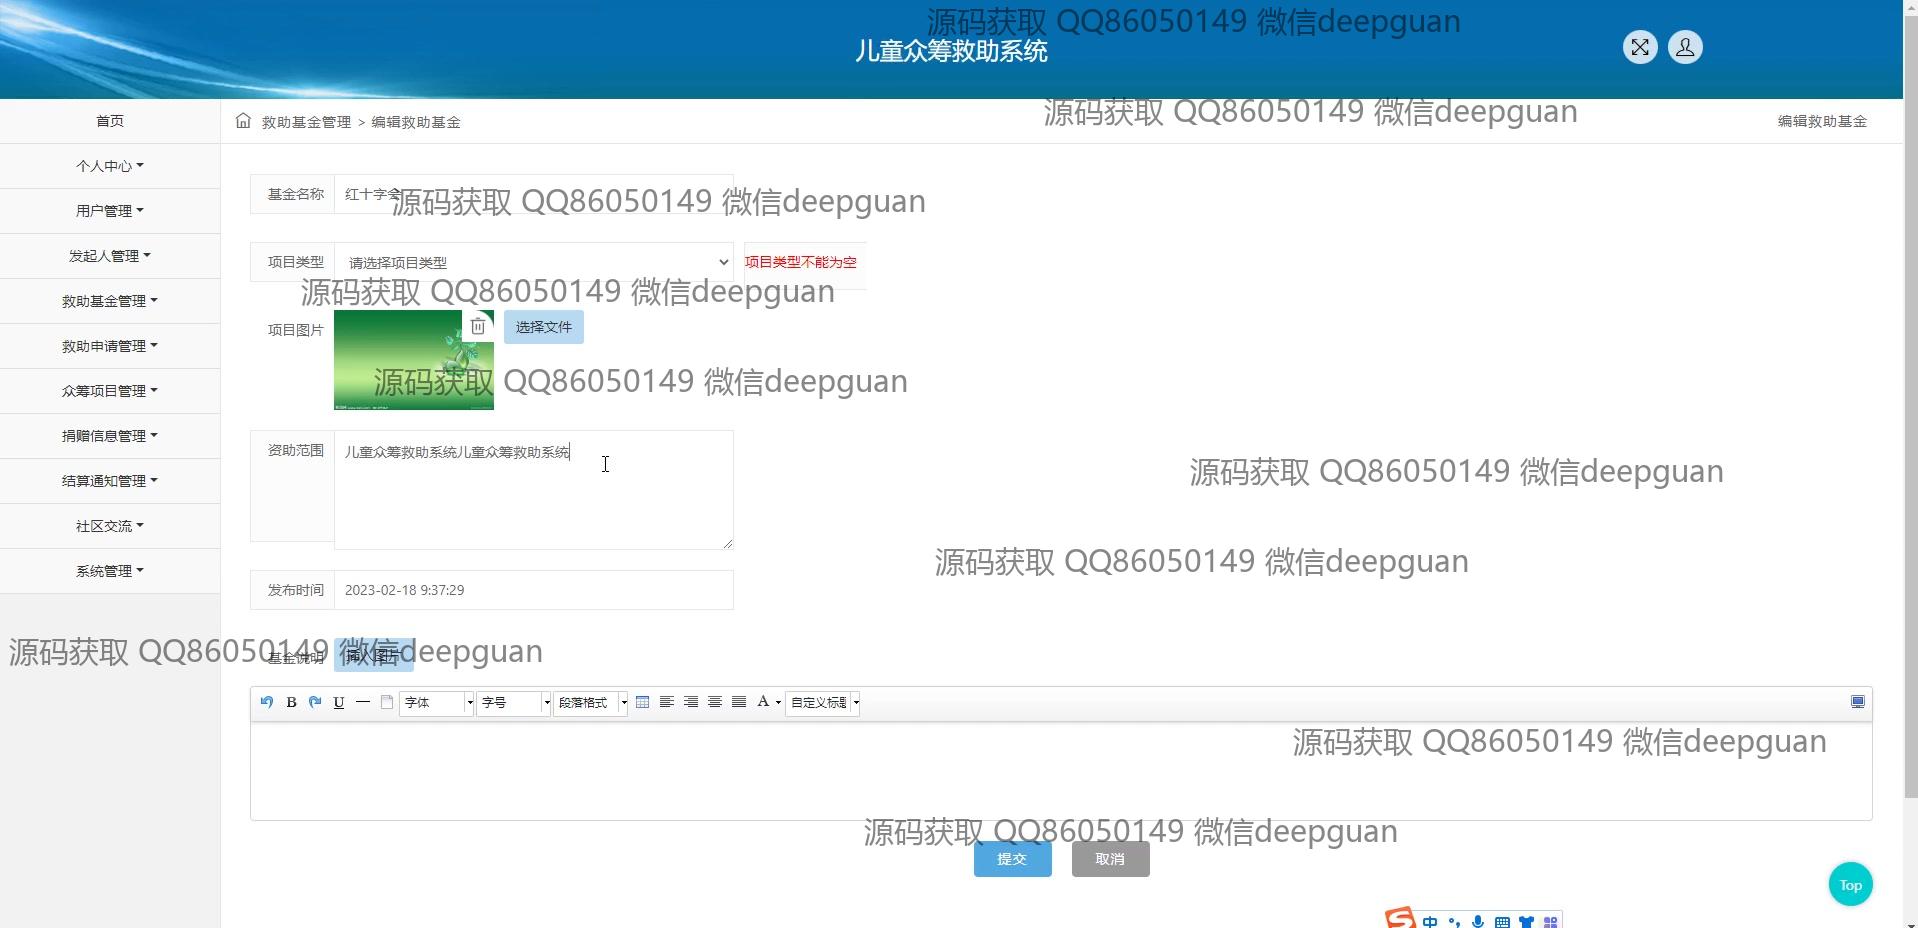 源码获取 QQ86050149 微信deepguan
儿童众筹救助系统
源码获取 QQ86050149 微信deepguan
首页
救助基金管理 > 编辑救助基金
编辑救助基金
个人中心
用户管理
发起人管理
救助基金管理
救助申请管理
众筹项目管理
捐赠信息管理
结算通知管理
社区交流
系统管理
基金名称
红十字会
源码获取 QQ86050149 微信deepguan
项目类型
请选择项目类型
项目类型不能为空
源码获取 QQ86050149 微信deepguan
项目图片
选择文件
源码获取 QQ86050149 微信deepguan
资助范围
儿童众筹救助系统儿童众筹救助系统
源码获取 QQ86050149 微信deepguan
源码获取 QQ86050149 微信deepguan
发布时间
2023-02-18 9:37:29
源码获取 QQ86050149 微信deepguan
基金说明
插入图片
B
U
字体
字号
段落格式
A
自定义标题
源码获取 QQ86050149 微信deepguan
源码获取 QQ86050149 微信deepguan
提交
取消
Top
S 中